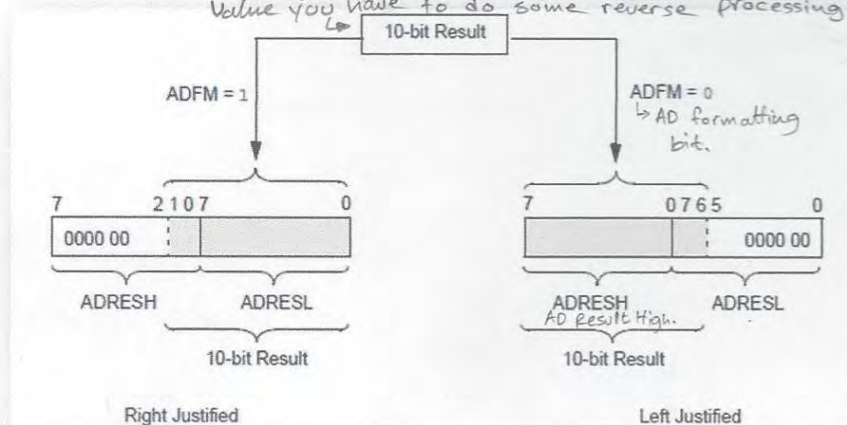 Value you have to do some reverse processing
10-bit Result
ADFM = 1
ADFM = 0
↳ AD formatting
bit.
7 2 1 0 7 0
7 0 7 6 5 0
0000 00
0000 00
ADRESH ADRESL
ADRESH ADRESL
AD Result High.
10-bit Result
10-bit Result
Right Justified
Left Justified